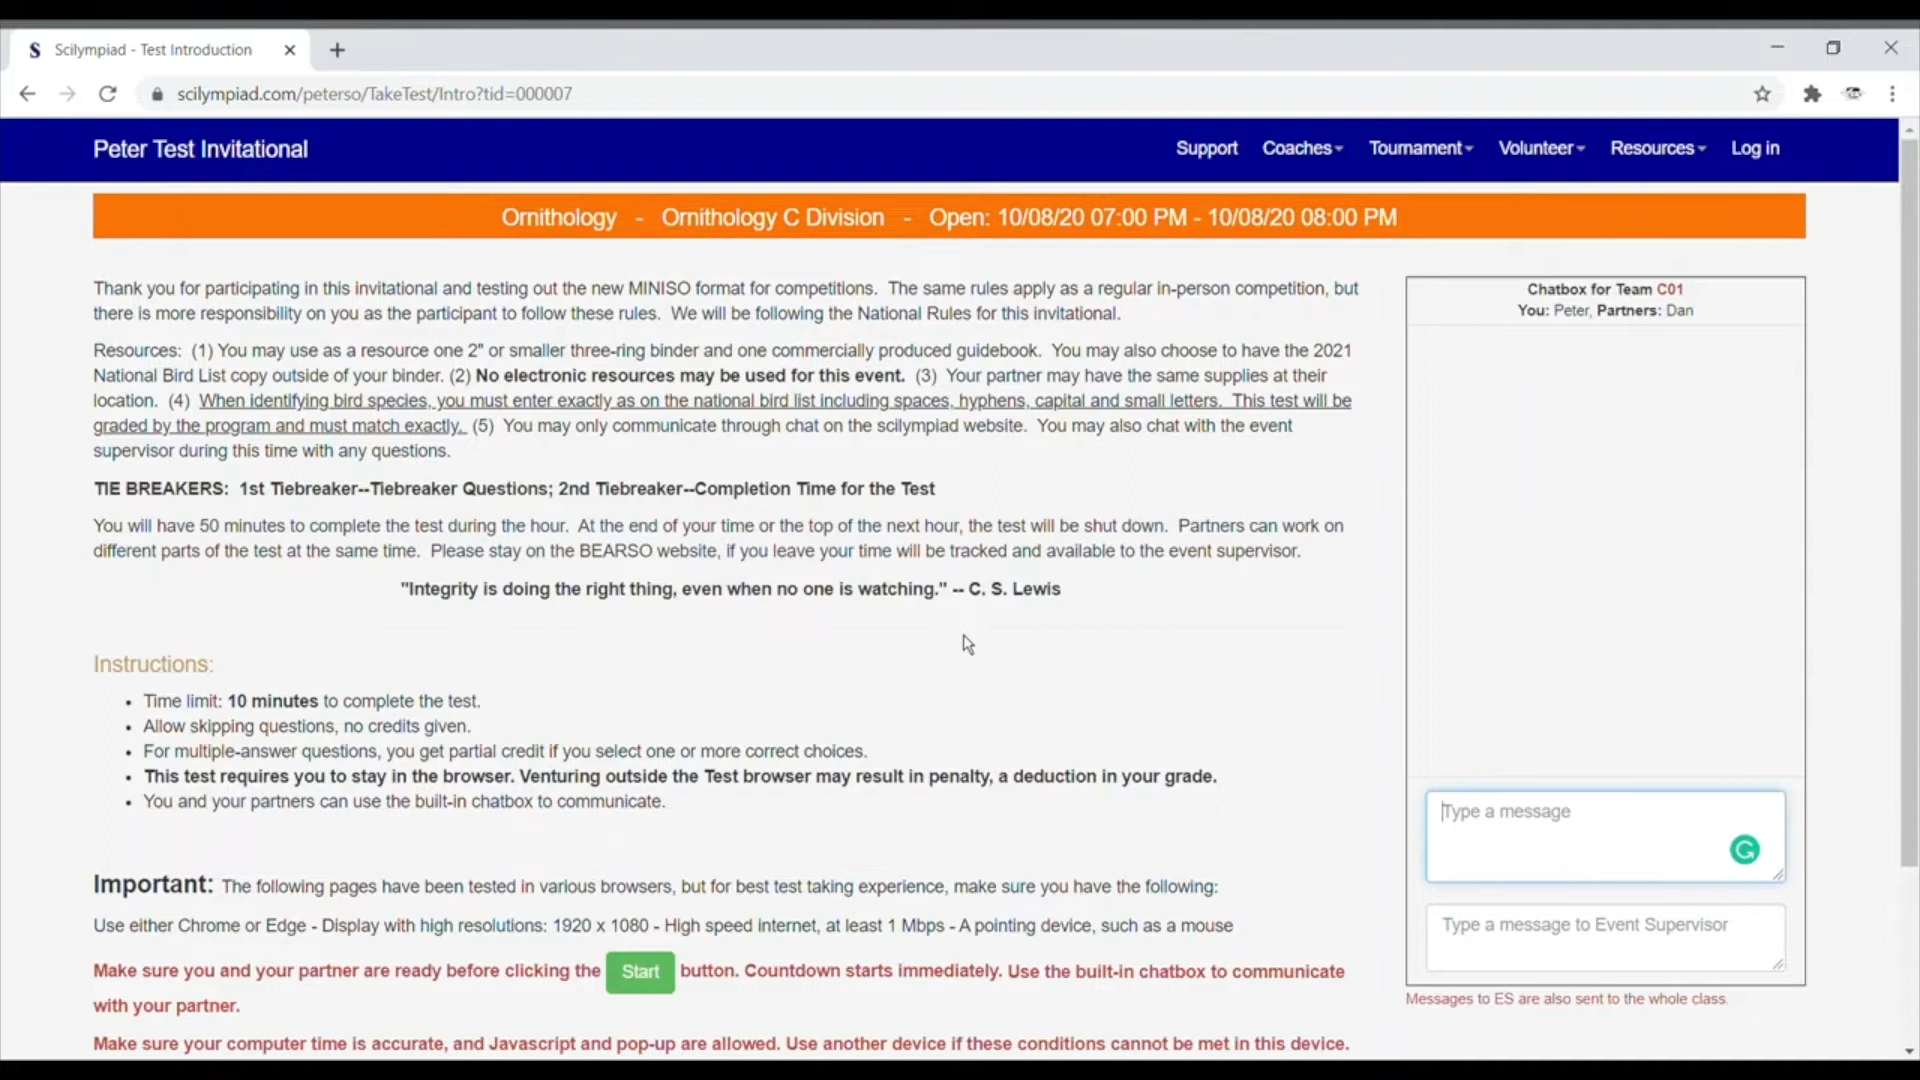 S Scilympiad - Test Introduction
scilympiad.com/peterso/TakeTest/Intro?tid=000007
Peter Test Invitational
Support Coaches Tournament Volunteer Resources Log in
Ornithology - Ornithology C Division - Open: 10/08/20 07:00 PM - 10/08/20 08:00 PM
Thank you for participating in this invitational and testing out the new MINISO format for competitions. The same rules apply as a regular in-person competition, but
there is more responsibility on you as the participant to follow these rules. We will be following the National Rules for this invitational.
Resources: (1) You may use as a resource one 2" or smaller three-ring binder and one commercially produced guidebook. You may also choose to have the 2021
National Bird List copy outside of your binder. (2) No electronic resources may be used for this event. (3) Your partner may have the same supplies at their
location. (4) When identifying bird species, you must enter exactly as on the national bird list including spaces, hyphens, capital and small letters. This test will be
graded by the program and must match exactly. (5) You may only communicate through chat on the scilympiad website. You may also chat with the event
supervisor during this time with any questions.
TIE BREAKERS: 1st Tiebreaker--Tiebreaker Questions; 2nd Tiebreaker--Completion Time for the Test
You will have 50 minutes to complete the test during the hour. At the end of your time or the top of the next hour, the test will be shut down. Partners can work on
different parts of the test at the same time. Please stay on the BEARSO website, if you leave your time will be tracked and available to the event supervisor.
"Integrity is doing the right thing, even when no one is watching." -- C. S. Lewis
Instructions:
Time limit: 10 minutes to complete the test.
Allow skipping questions, no credits given.
For multiple-answer questions, you get partial credit if you select one or more correct choices.
This test requires you to stay in the browser. Venturing outside the Test browser may result in penalty, a deduction in your grade.
You and your partners can use the built-in chatbox to communicate.
Important: The following pages have been tested in various browsers, but for best test taking experience, make sure you have the following:
Use either Chrome or Edge - Display with high resolutions: 1920 x 1080 - High speed internet, at least 1 Mbps - A pointing device, such as a mouse
Make sure you and your partner are ready before clicking the Start button. Countdown starts immediately. Use the built-in chatbox to communicate
with your partner.
Make sure your computer time is accurate, and Javascript and pop-up are allowed. Use another device if these conditions cannot be met in this device.
Chatbox for Team C01
You: Peter, Partners: Dan
Type a message
Type a message to Event Supervisor
Messages to ES are also sent to the whole class.